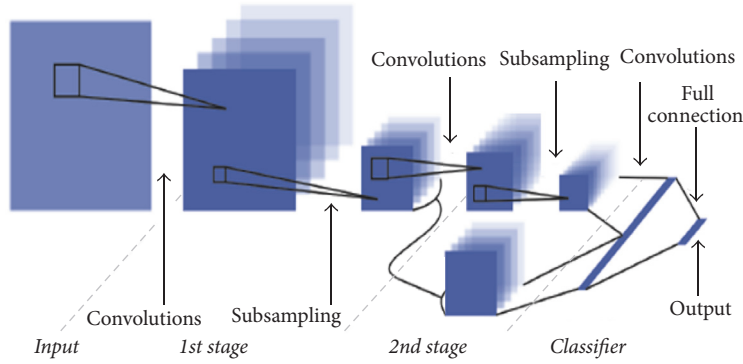 Convolutions
Subsampling
Convolutions
Full
connection
Convolutions
Subsampling
Output
Input
1st stage
2nd stage
Classifier